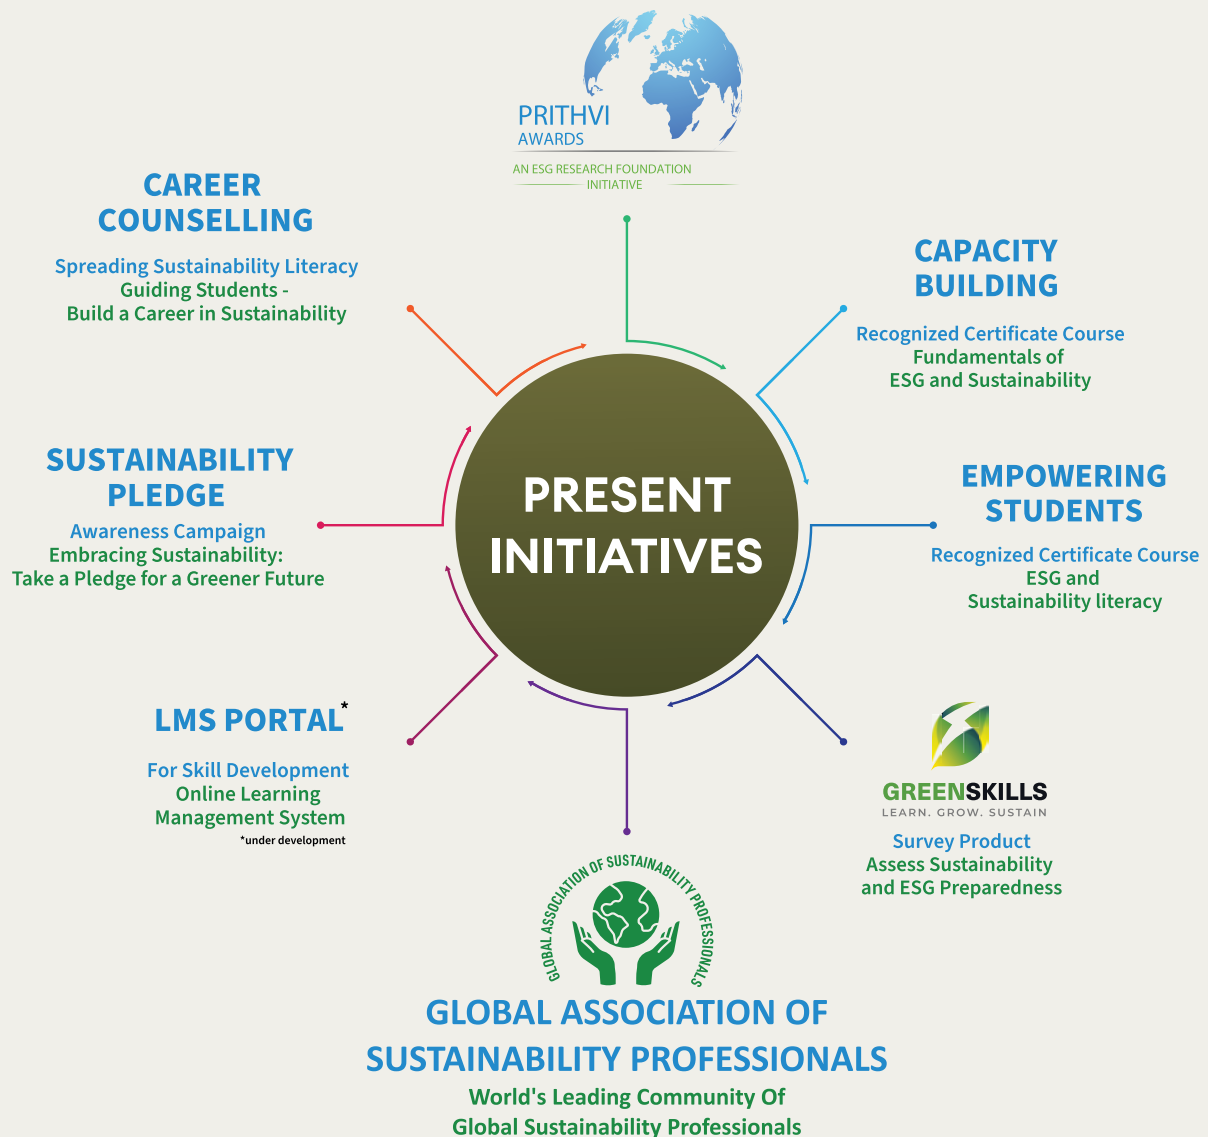 PRITHVI
AWARDS
AN ESG RESEARCH FOUNDATION
INITIATIVE
CAREER
COUNSELLING
Spreading Sustainability Literacy
Guiding Students -
Build a Career in Sustainability
CAPACITY
BUILDING
Recognized Certificate Course
Fundamentals of
ESG and Sustainability
SUSTAINABILITY
PLEDGE
Awareness Campaign
Embracing Sustainability:
Take a Pledge for a Greener Future
PRESENT
INITIATIVES
EMPOWERING
STUDENTS
Recognized Certificate Course
ESG and
Sustainability literacy
LMS PORTAL*
For Skill Development
Online Learning
Management System
*under development
GREENSKILLS
LEARN. GROW. SUSTAIN
Survey Product
Assess Sustainability
and ESG Preparedness
GLOBAL ASSOCIATION OF SUSTAINABILITY PROFESSIONALS
GLOBAL ASSOCIATION OF
SUSTAINABILITY PROFESSIONALS
World's Leading Community Of
Global Sustainability Professionals